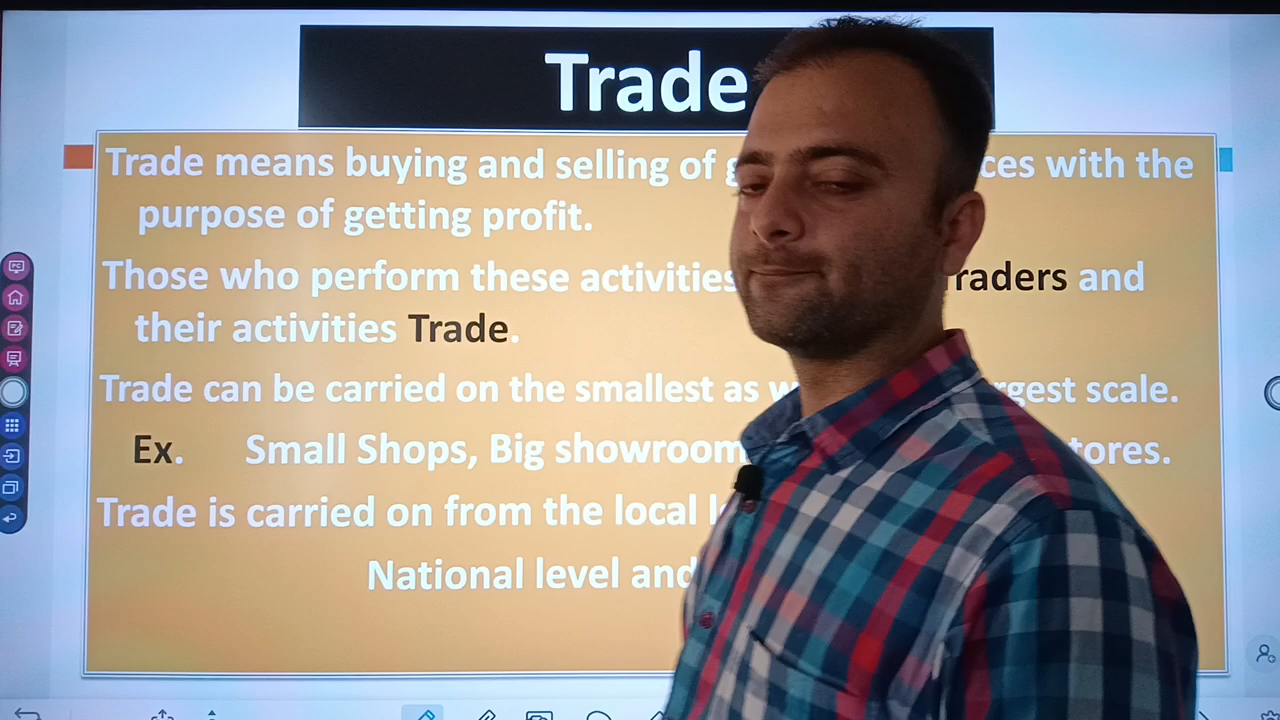 Trade
Trade means buying and selling of ces with the
purpose of getting profit.
Those who perform these activities raders and
their activities Trade.
Trade can be carried on the smallest as rgest scale.
Ex. Small Shops, Big showroom tores.
Trade is carried on from the local
National level and